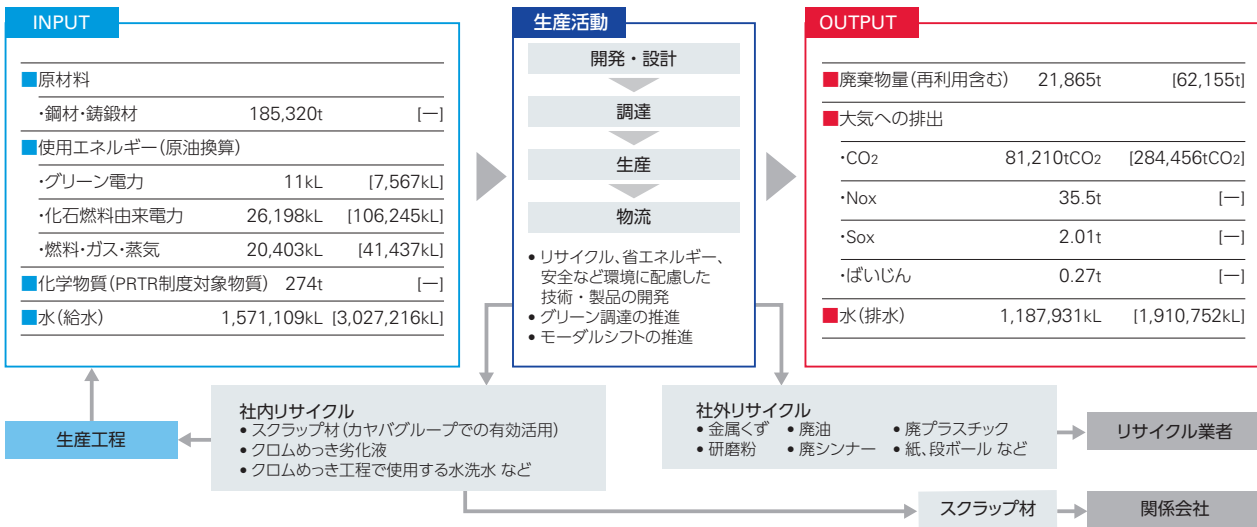 INPUT
■原材料
・鋼材・鋳鍛材 185,320t [―]
■使用エネルギー(原油換算)
・グリーン電力 11kL [7,567kL]
・化石燃料由来電力 26,198kL [106,245kL]
・燃料・ガス・蒸気 20,403kL [41,437kL]
■化学物質(PRTR制度対象物質) 274t [―]
■水(給水) 1,571,109kL [3,027,216kL]
生産活動
開発・設計
調達
生産
物流
• リサイクル、省エネルギー、
安全など環境に配慮した
技術・製品の開発
• グリーン調達の推進
• モーダルシフトの推進
OUTPUT
■廃棄物量(再利用含む) 21,865t [62,155t]
■大気への排出
・CO2 81,210tCO2 [284,456tCO2]
・Nox 35.5t [―]
・Sox 2.01t [―]
・ばいじん 0.27t [―]
■水(排水) 1,187,931kL [1,910,752kL]
生産工程
社内リサイクル
• スクラップ材(カヤバグループでの有効活用)
• クロムめっき劣化液
• クロムめっき工程で使用する水洗水 など
社外リサイクル
• 金属くず • 廃油 • 廃プラスチック
• 研磨粉 • 廃シンナー • 紙、段ボール など
リサイクル業者
スクラップ材
関係会社